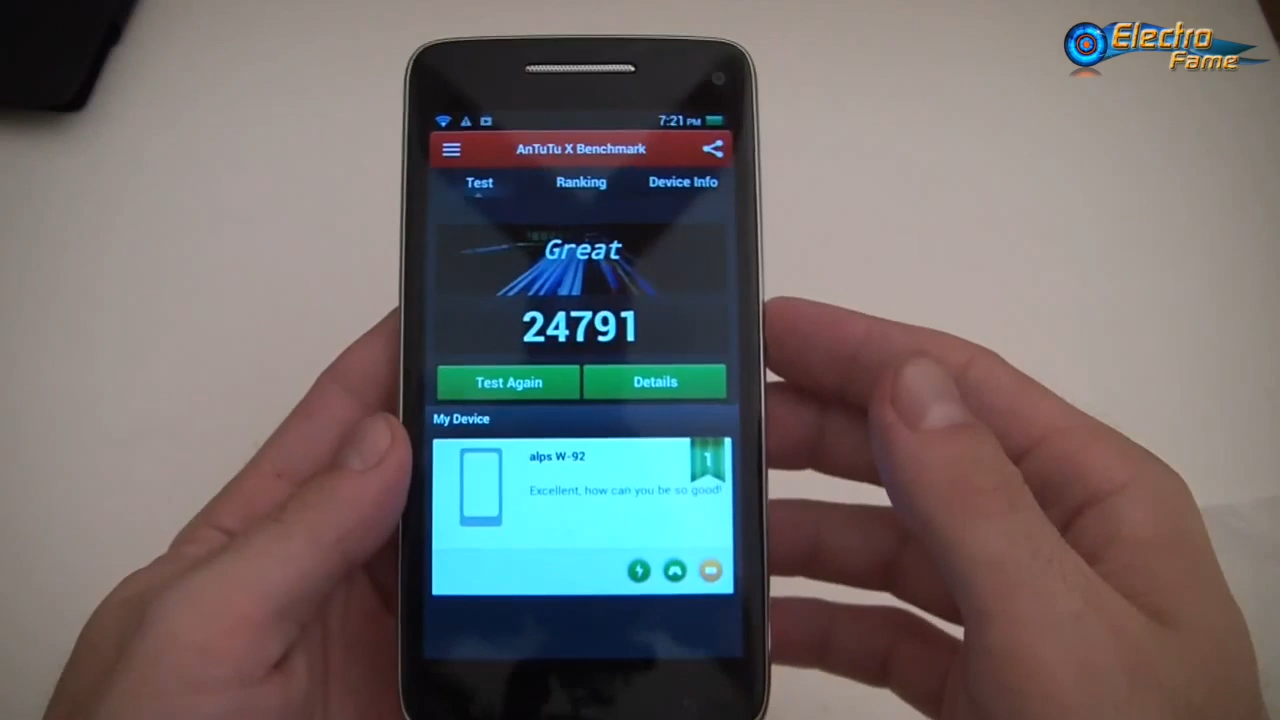 Electro
Fame
7:21 PM
AnTuTu X Benchmark
Test Ranking Device Info
Great
24791
Test Again Details
My Device
alps W-92
1
Excellent, how can you be so good!